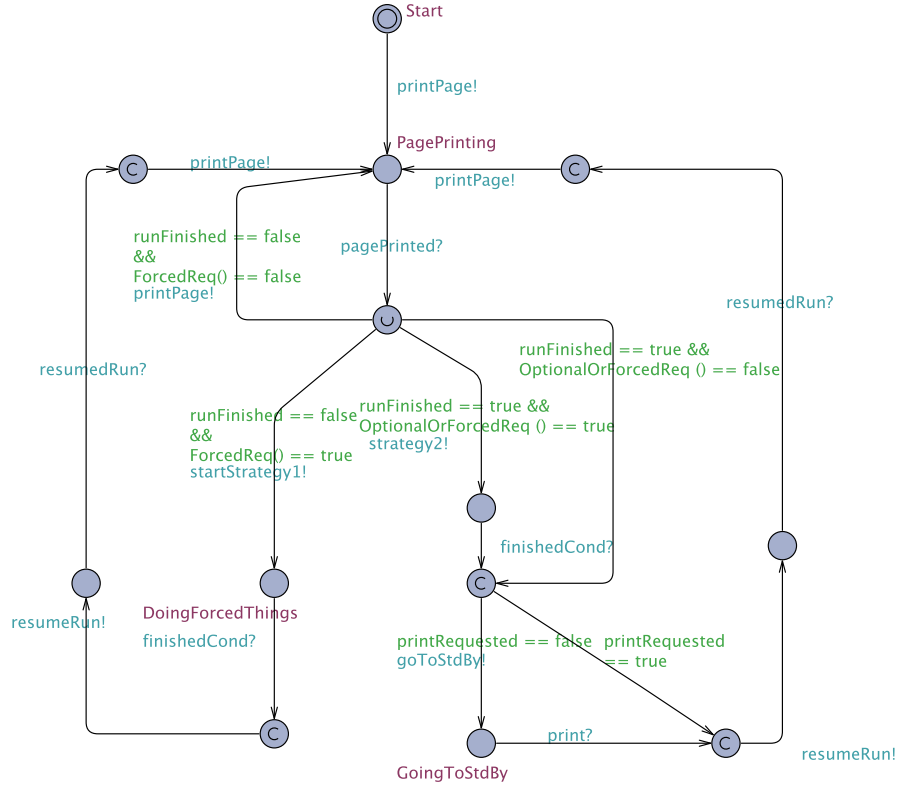 Start
printPage!
PagePrinting
printPage!
C
C
printPage!
runFinished == false
&&
ForcedReq() == false
printPage!
pagePrinted?
U
resumedRun?
runFinished == true &&
OptionalOrForcedReq () == false
resumedRun?
runFinished == false
&&
ForcedReq() == true
startStrategy1!
runFinished == true &&
OptionalOrForcedReq () == true
strategy2!
finishedCond?
C
DoingForcedThings
resumeRun!
finishedCond?
printRequested == false
goToStdBy!
printRequested
== true
C
print?
C
resumeRun!
GoingToStdBy